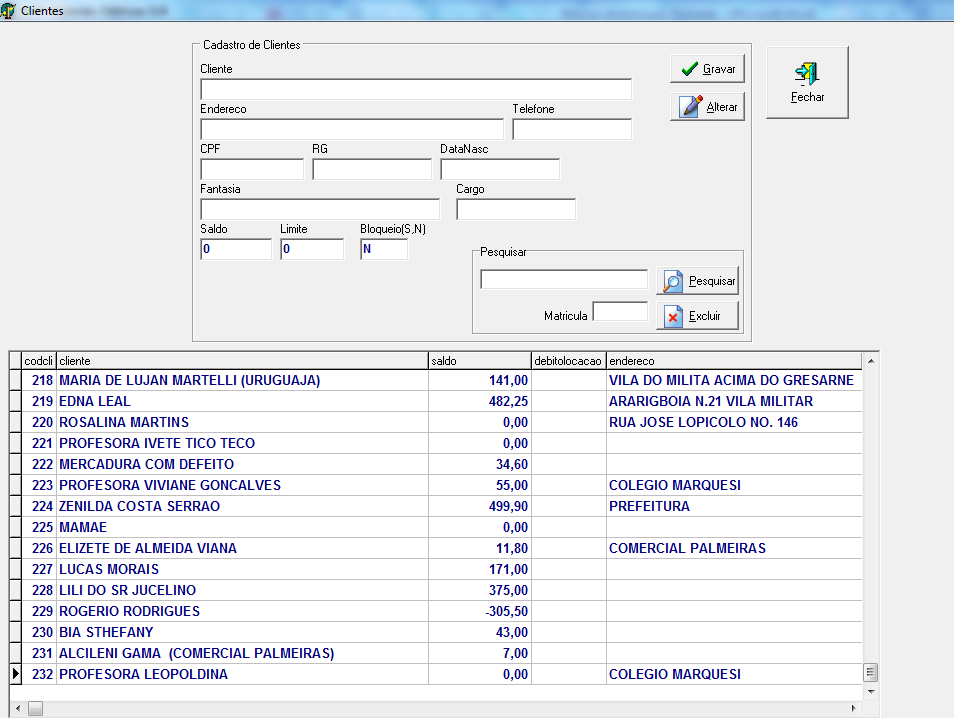 Clientes
Cadastro de Clientes
Cliente
Gravar
Fechar
Endereco Telefone
Alterar
CPF RG DataNasc
Fantasia Cargo
Saldo Limite Bloqueio(S,N)
0 0 N
Pesquisar
Pesquisar
Matricula Excluir
codcli cliente saldo debitolocacao endereco
218 MARIA DE LUJAN MARTELLI (URUGUAJA) 141,00 VILA DO MILITA ACIMA DO GRESARNE
219 EDNA LEAL 482,25 ARARIGBOIA N.21 VILA MILITAR
220 ROSALINA MARTINS 0,00 RUA JOSE LOPICOLO NO. 146
221 PROFESORA IVETE TICO TECO 0,00
222 MERCADURA COM DEFEITO 34,60
223 PROFESORA VIVIANE GONCALVES 55,00 COLEGIO MARQUESI
224 ZENILDA COSTA SERRAO 499,90 PREFEITURA
225 MAMAE 0,00
226 ELIZETE DE ALMEIDA VIANA 11,80 COMERCIAL PALMEIRAS
227 LUCAS MORAIS 171,00
228 LILI DO SR JUCELINO 375,00
229 ROGERIO RODRIGUES -305,50
230 BIA STHEFANY 43,00
231 ALCILENI GAMA  (COMERCIAL PALMEIRAS) 7,00
232 PROFESORA LEOPOLDINA 0,00 COLEGIO MARQUESI